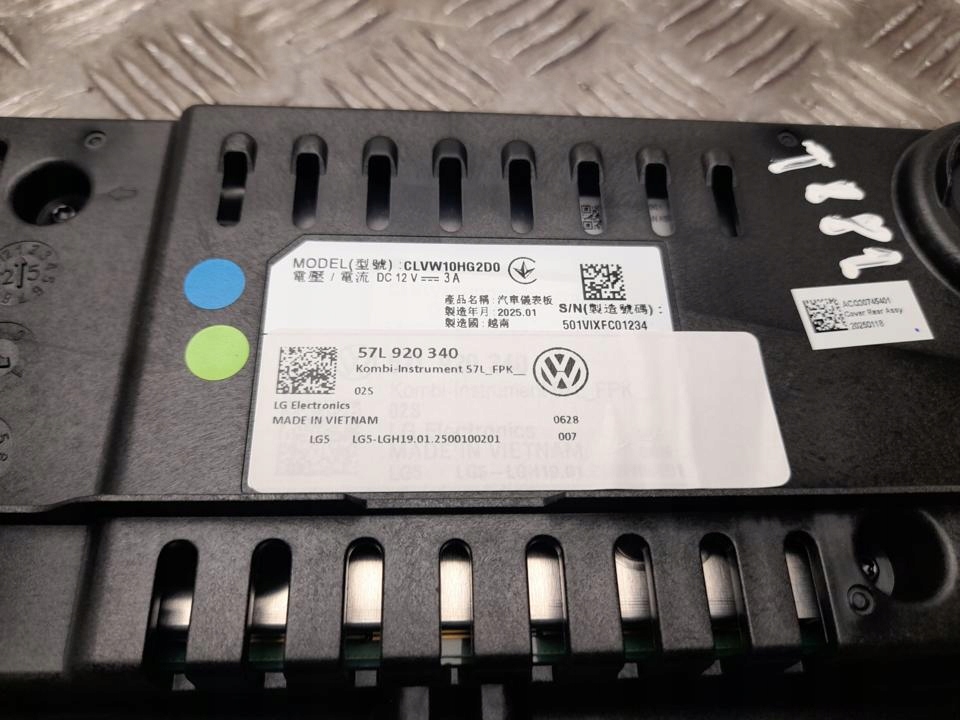 MODEL(型號) : CLVW10HG2D0
電壓 / 電流 DC 12 V 3 A
產品名稱 : 汽車儀表板
製造年月 : 2025.01
製造國 : 越南
S/N(製造號碼) :
501VIXFC01234
57L 920 340
Kombi-Instrument 57L_FPK__
02S
LG Electronics
MADE IN VIETNAM
0628
LG5 LG5-LGH19.01.2500100201
007
ACQ30745401
Cover Rear Assy
20250118